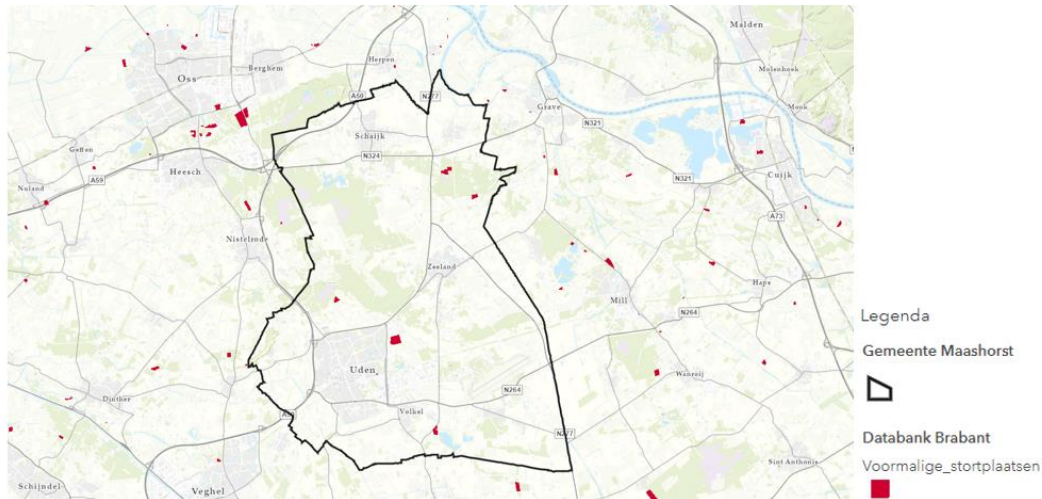 Malden
Oss
Berghem
Herpen
Molenhoek
A50
N277
Mook
Grave
N321
Schaijk
Geffen
N324
Heesch
Cuijk
Nuland
A59
N321
A73
Nistelrode
Zeeland
Haps
Mill
N264
Uden
Wanroij
N264
Dinther
Volkel
N277
Sint Anthonis
Veghel
Legenda
Gemeente Maashorst
Databank Brabant
Voormalige_stortplaatsen